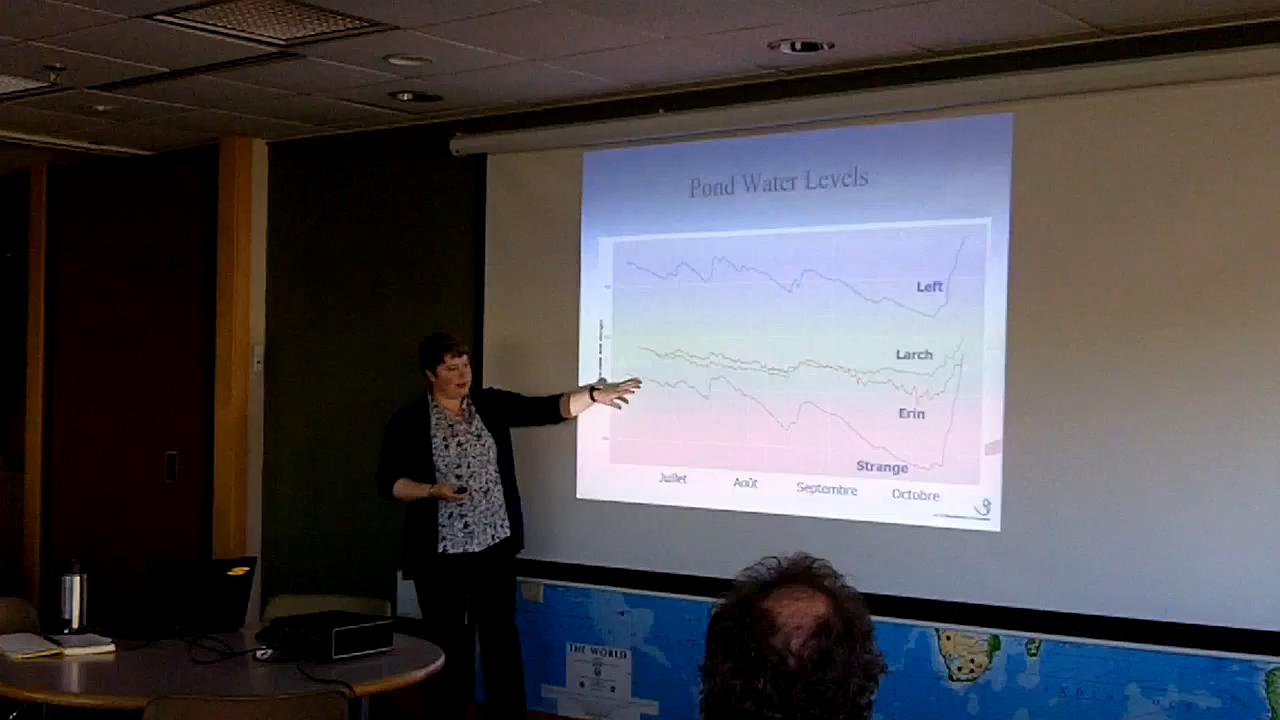 Pond Water Levels
Left
Larch
Erin
Strange
Juillet
Août
Septembre
Octobre
THE WORLD